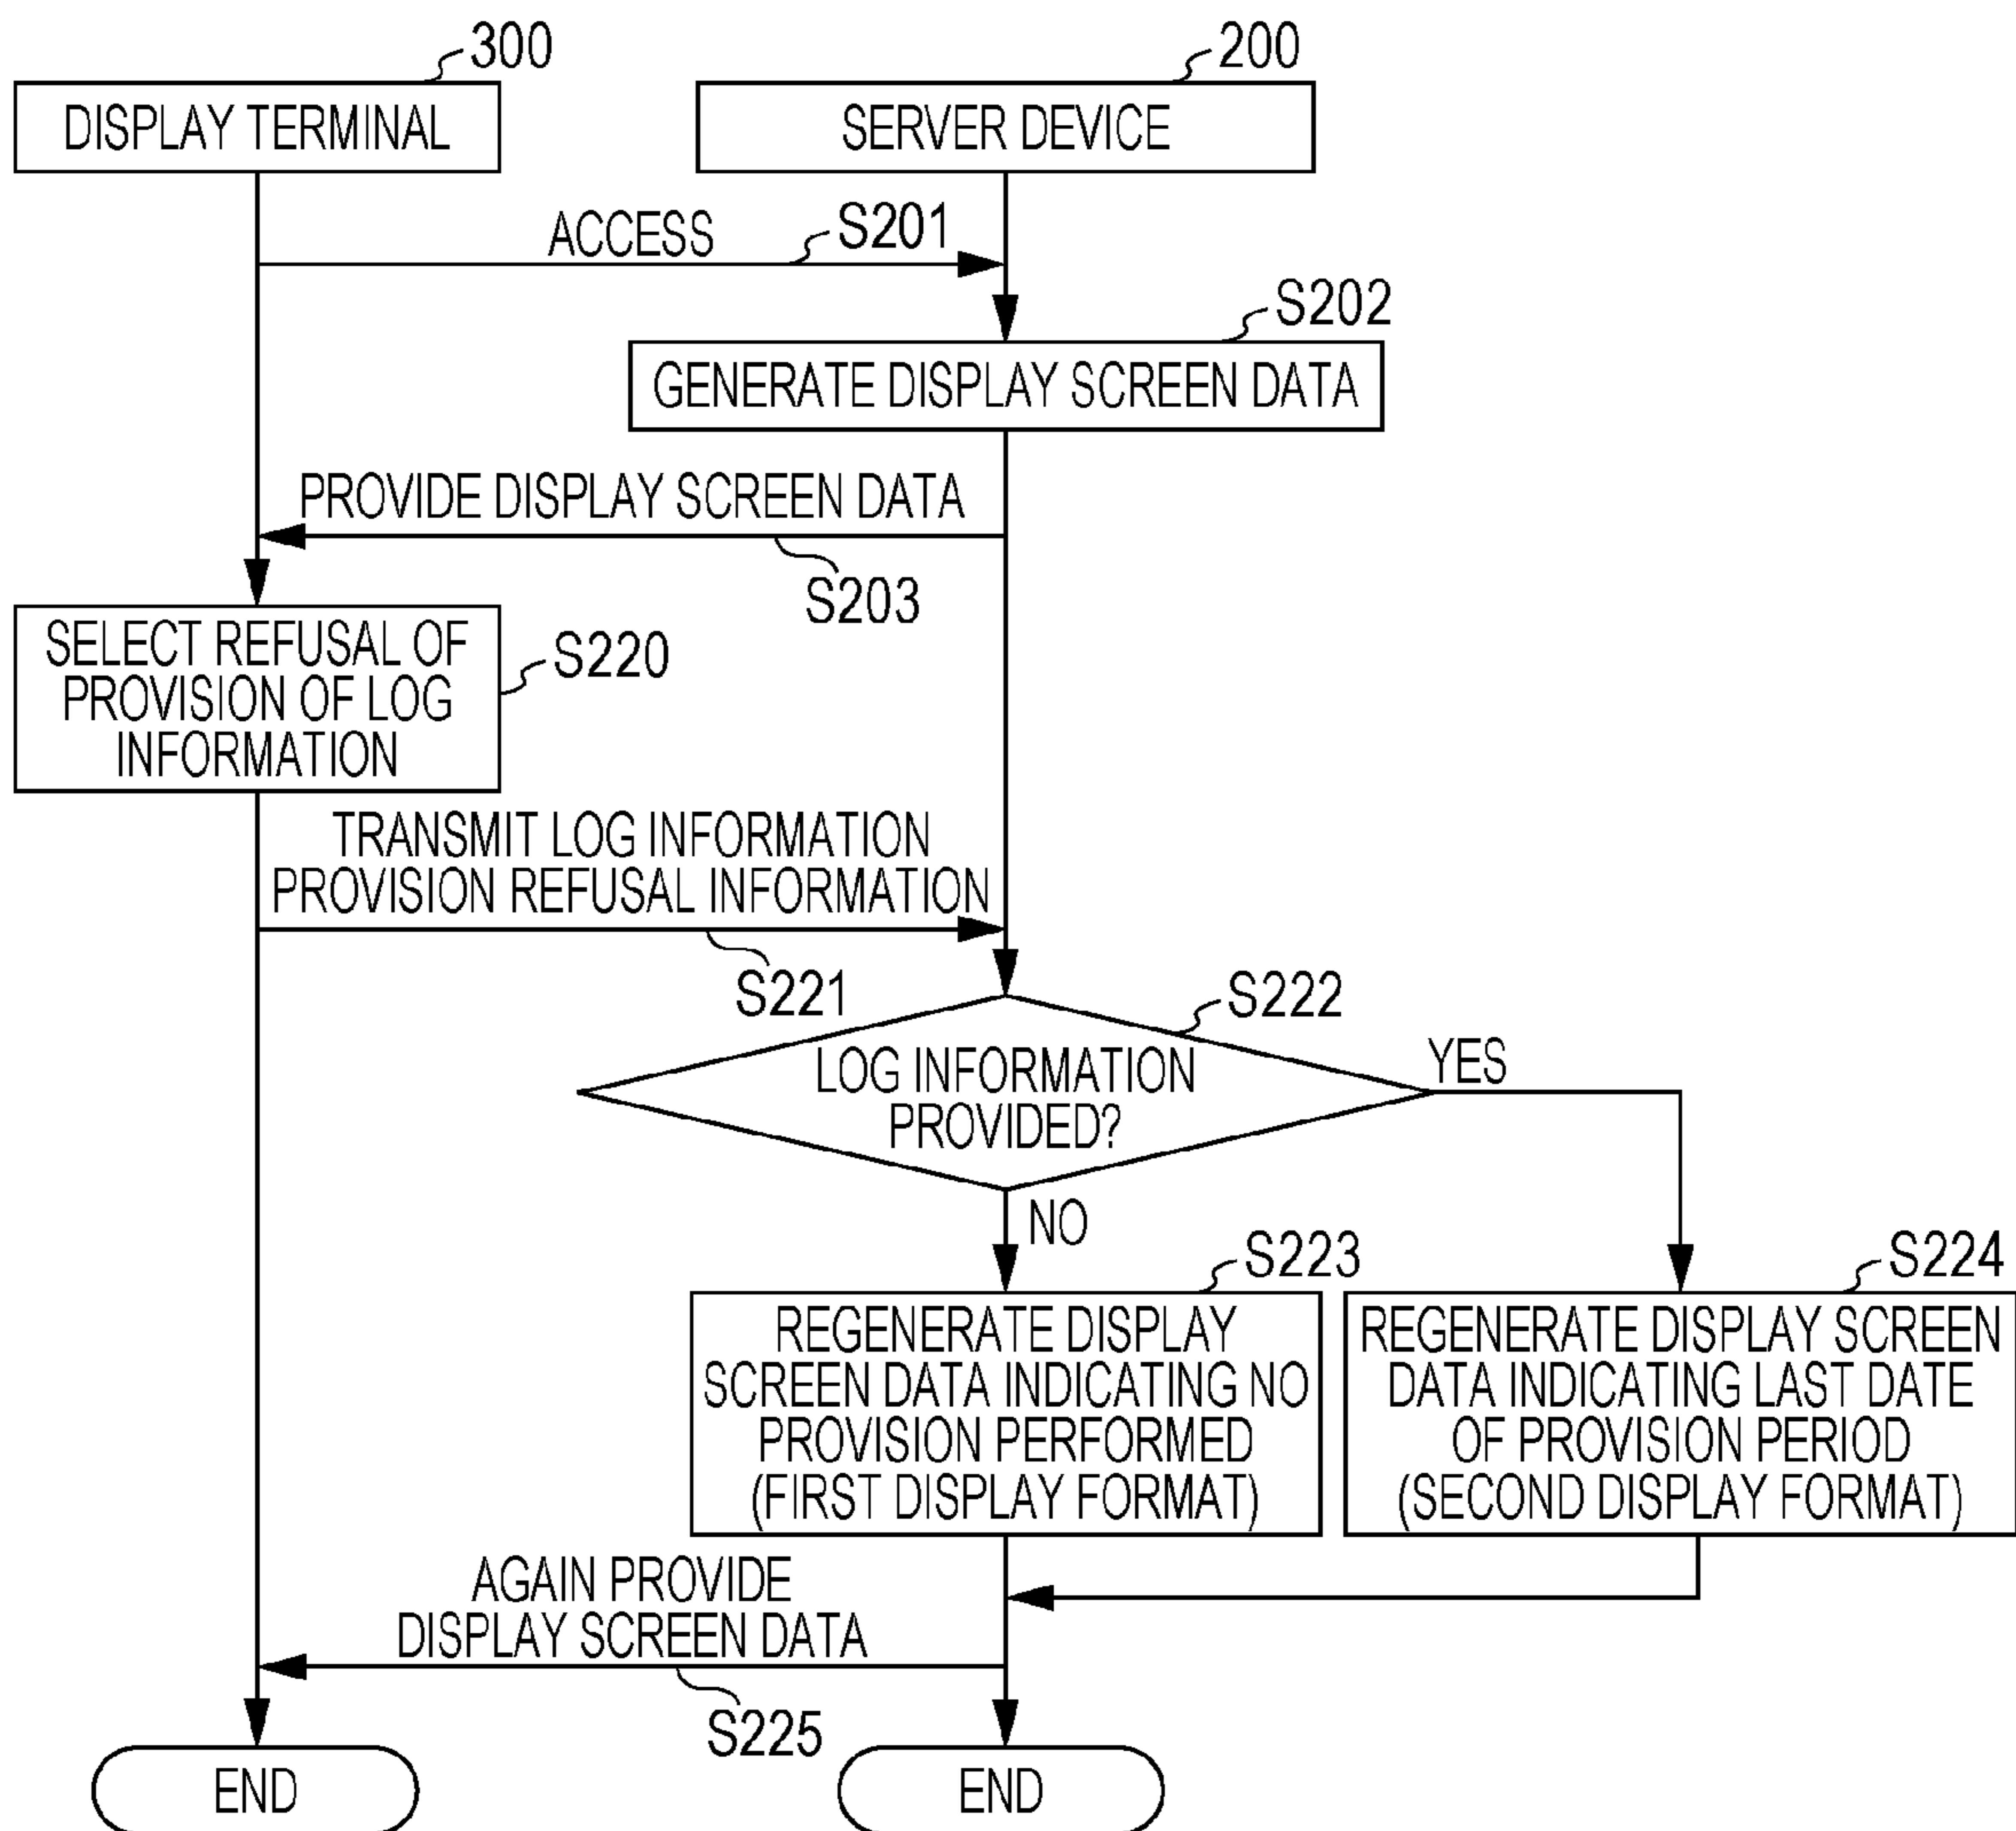 300
200
DISPLAY TERMINAL
SERVER DEVICE
ACCESS
S201
S202
GENERATE DISPLAY SCREEN DATA
PROVIDE DISPLAY SCREEN DATA
S203
SELECT REFUSAL OF
PROVISION OF LOG
INFORMATION
S220
TRANSMIT LOG INFORMATION
PROVISION REFUSAL INFORMATION
S221
S222
LOG INFORMATION
PROVIDED?
YES
NO
S223
S224
REGENERATE DISPLAY
SCREEN DATA INDICATING NO
PROVISION PERFORMED
(FIRST DISPLAY FORMAT)
REGENERATE DISPLAY SCREEN
DATA INDICATING LAST DATE
OF PROVISION PERIOD
(SECOND DISPLAY FORMAT)
AGAIN PROVIDE
DISPLAY SCREEN DATA
S225
END
END